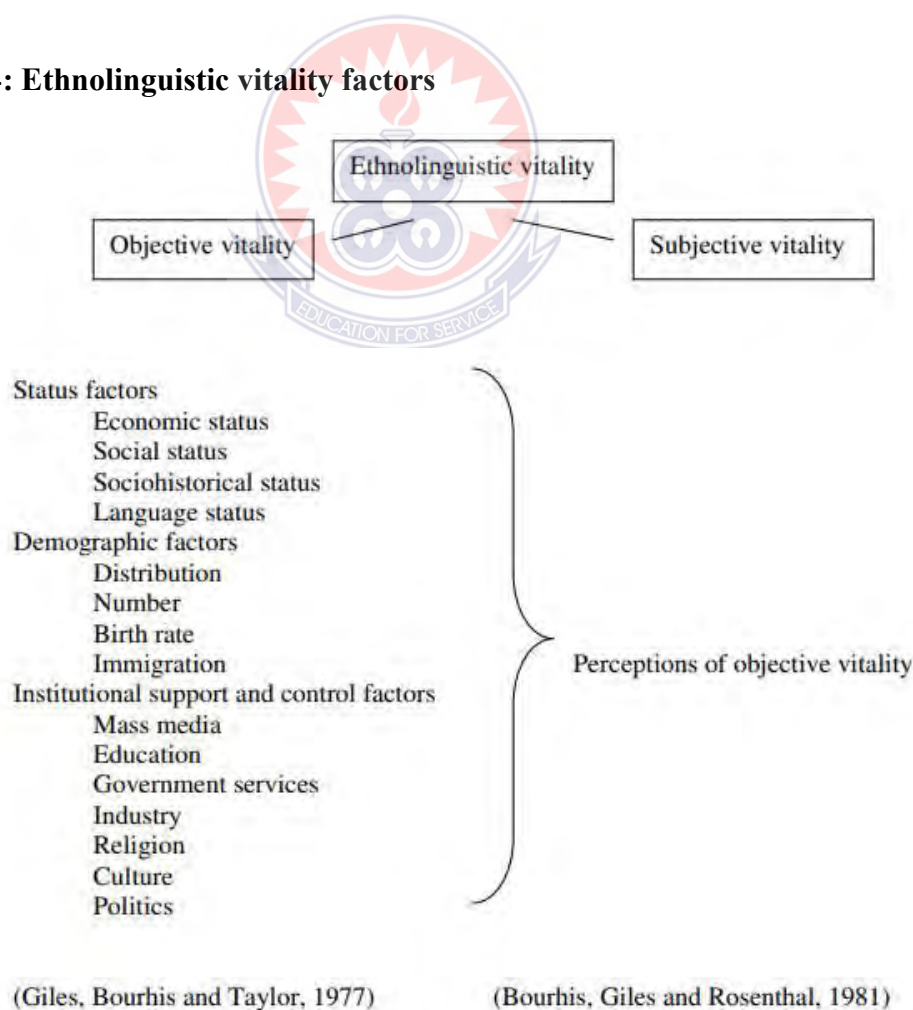 : Ethnolinguistic vitality factors
Ethnolinguistic vitality
Objective vitality
Subjective vitality
EDUCATION FOR SERVICE
Status factors
Economic status
Social status
Sociohistorical status
Language status
Demographic factors
Distribution
Number
Birth rate
Immigration
Perceptions of objective vitality
Institutional support and control factors
Mass media
Education
Government services
Industry
Religion
Culture
Politics
(Giles, Bourhis and Taylor, 1977)
(Bourhis, Giles and Rosenthal, 1981)